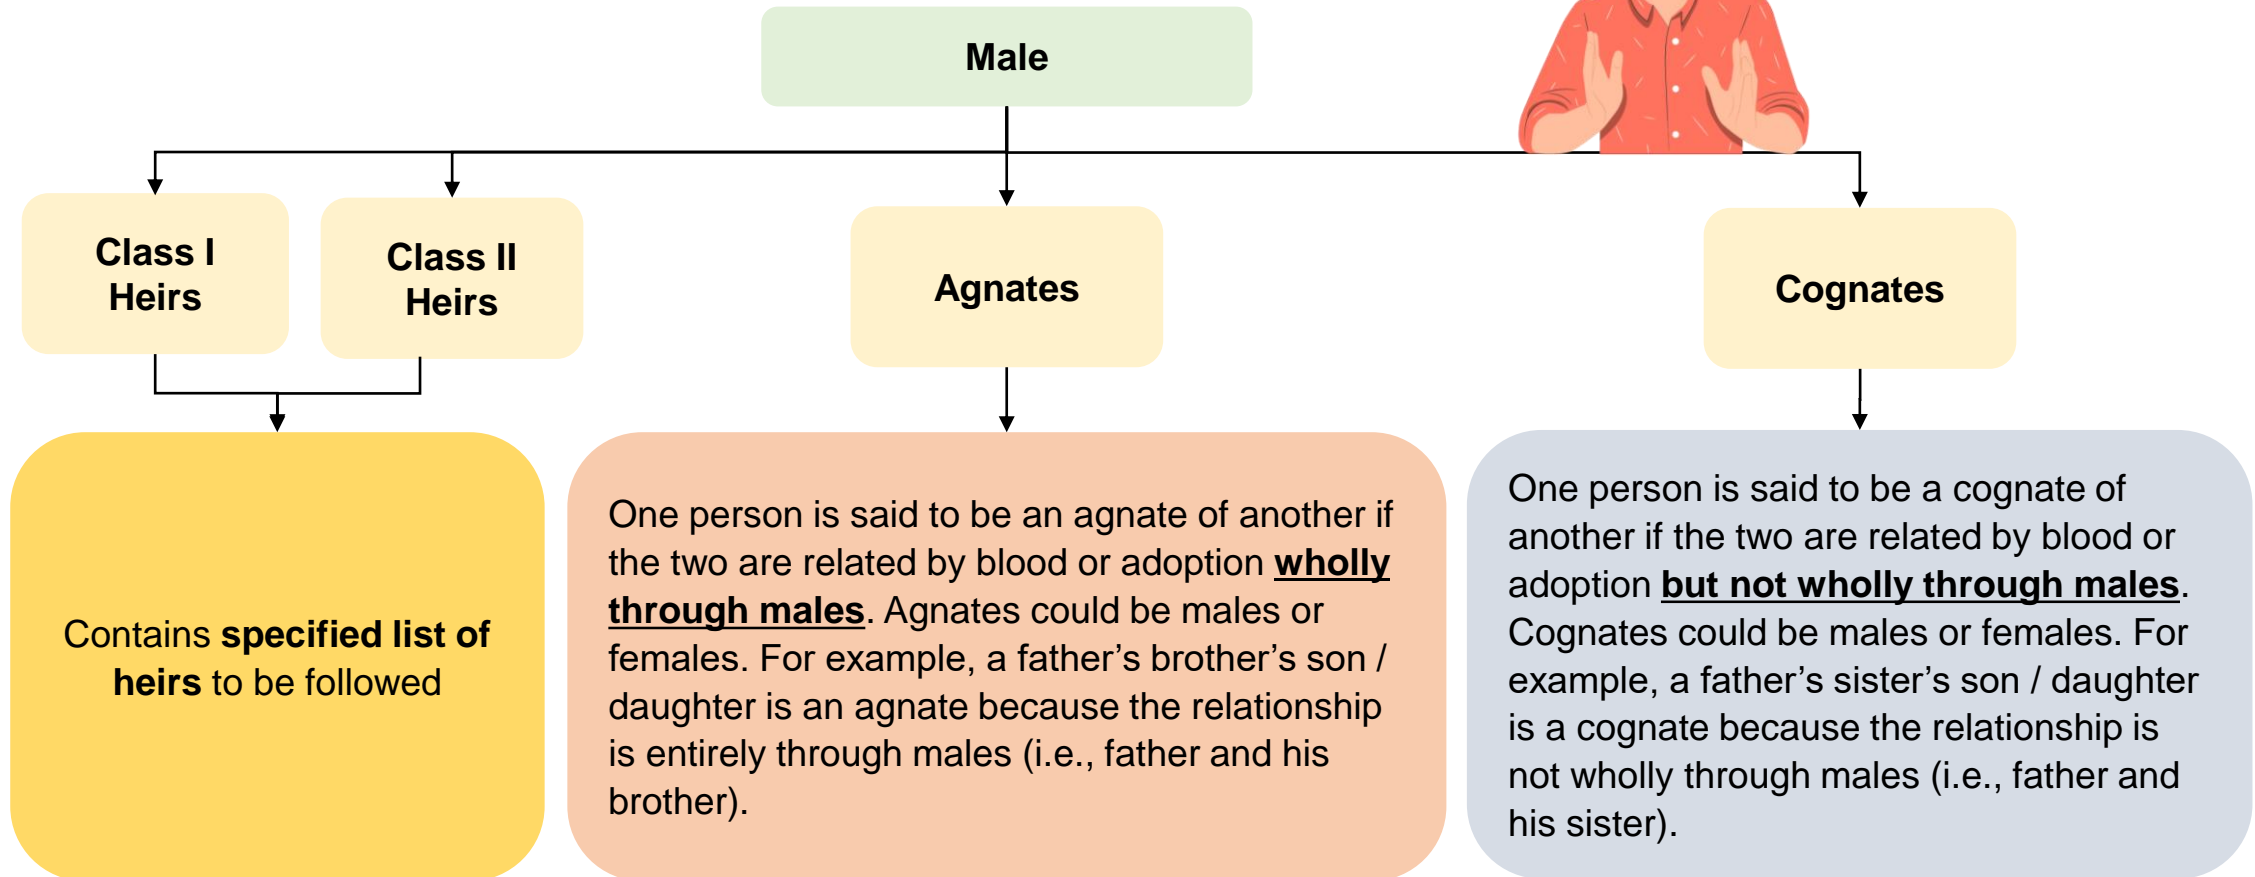 Male
Class I
Heirs
Class II
Heirs
Agnates
Cognates
Contains specified list of
heirs to be followed
One person is said to be an agnate of another if
the two are related by blood or adoption wholly
through males. Agnates could be males or
females. For example, a father’s brother’s son /
daughter is an agnate because the relationship
is entirely through males (i.e., father and his
brother).
One person is said to be a cognate of
another if the two are related by blood or
adoption but not wholly through males.
Cognates could be males or females. For
example, a father’s sister’s son / daughter
is a cognate because the relationship is
not wholly through males (i.e., father and
his sister).